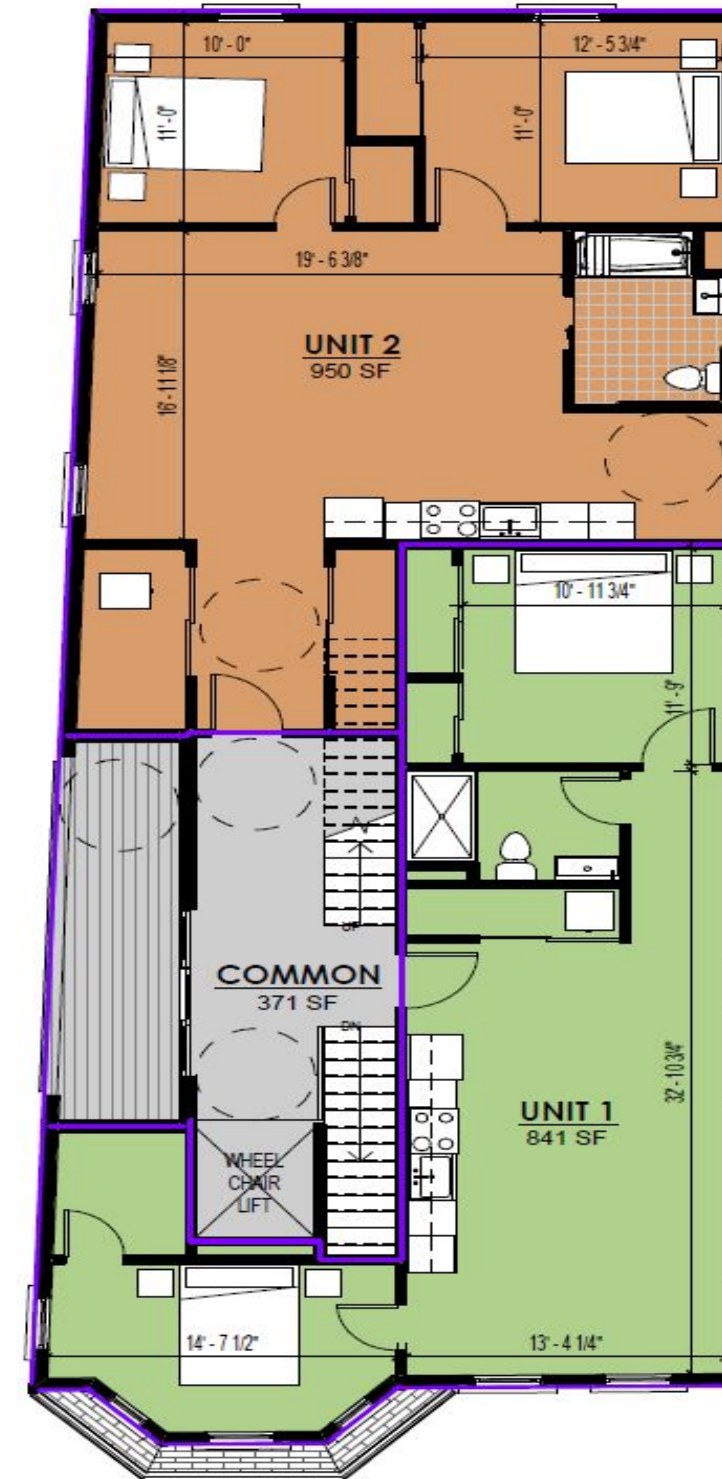 10' - 0"
12' - 5 3/4"
11' - 0"
11' - 0"
19' - 6 3/8"
UNIT 2
950 SF
16' - 11 1/8"
10' - 11 3/4"
11' - 9"
UP
COMMON
371 SF
DN
32' - 10 3/4"
UNIT 1
841 SF
WHEEL
CHAIR
LIFT
14' - 7 1/2"
13' - 4 1/4"